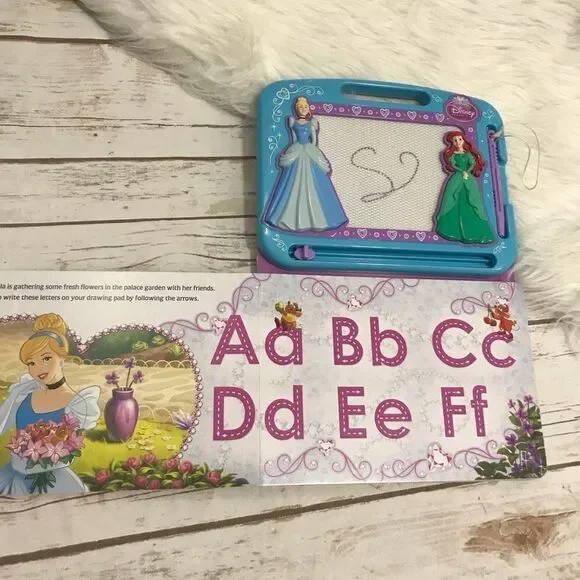 Disney
S
la is gathering some fresh flowers in the palace garden with her friends.
write these letters on your drawing pad by following the arrows.
Aa Bb Cc
Dd Ee Ff